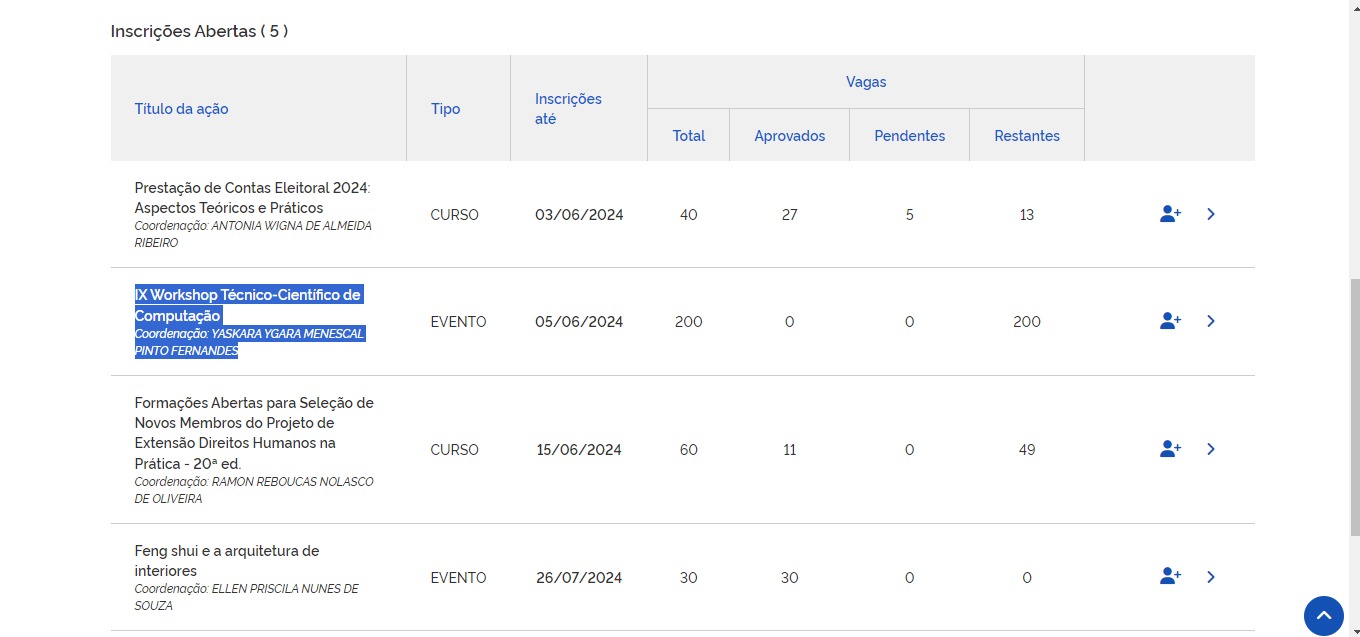 Inscrições Abertas ( 5 )
Vagas
Título da ação
Tipo
Inscrições
até
Total
Aprovados
Pendentes
Restantes
Prestação de Contas Eleitoral 2024:
Aspectos Teóricos e Práticos
Coordenação: ANTONIA WIGNA DE ALMEIDA
RIBEIRO
CURSO
03/06/2024
40
27
5
13
IX Workshop Técnico-Científico de
Computação
Coordenação: YASKARA YGARA MENESCAL
PINTO FERNANDES
EVENTO
05/06/2024
200
0
0
200
Formações Abertas para Seleção de
Novos Membros do Projeto de
Extensão Direitos Humanos na
Prática - 20ª ed.
Coordenação: RAMON REBOUCAS NOLASCO
DE OLIVEIRA
CURSO
15/06/2024
60
11
0
49
Feng shui e a arquitetura de
interiores
Coordenação: ELLEN PRISCILA NUNES DE
SOUZA
EVENTO
26/07/2024
30
30
0
0